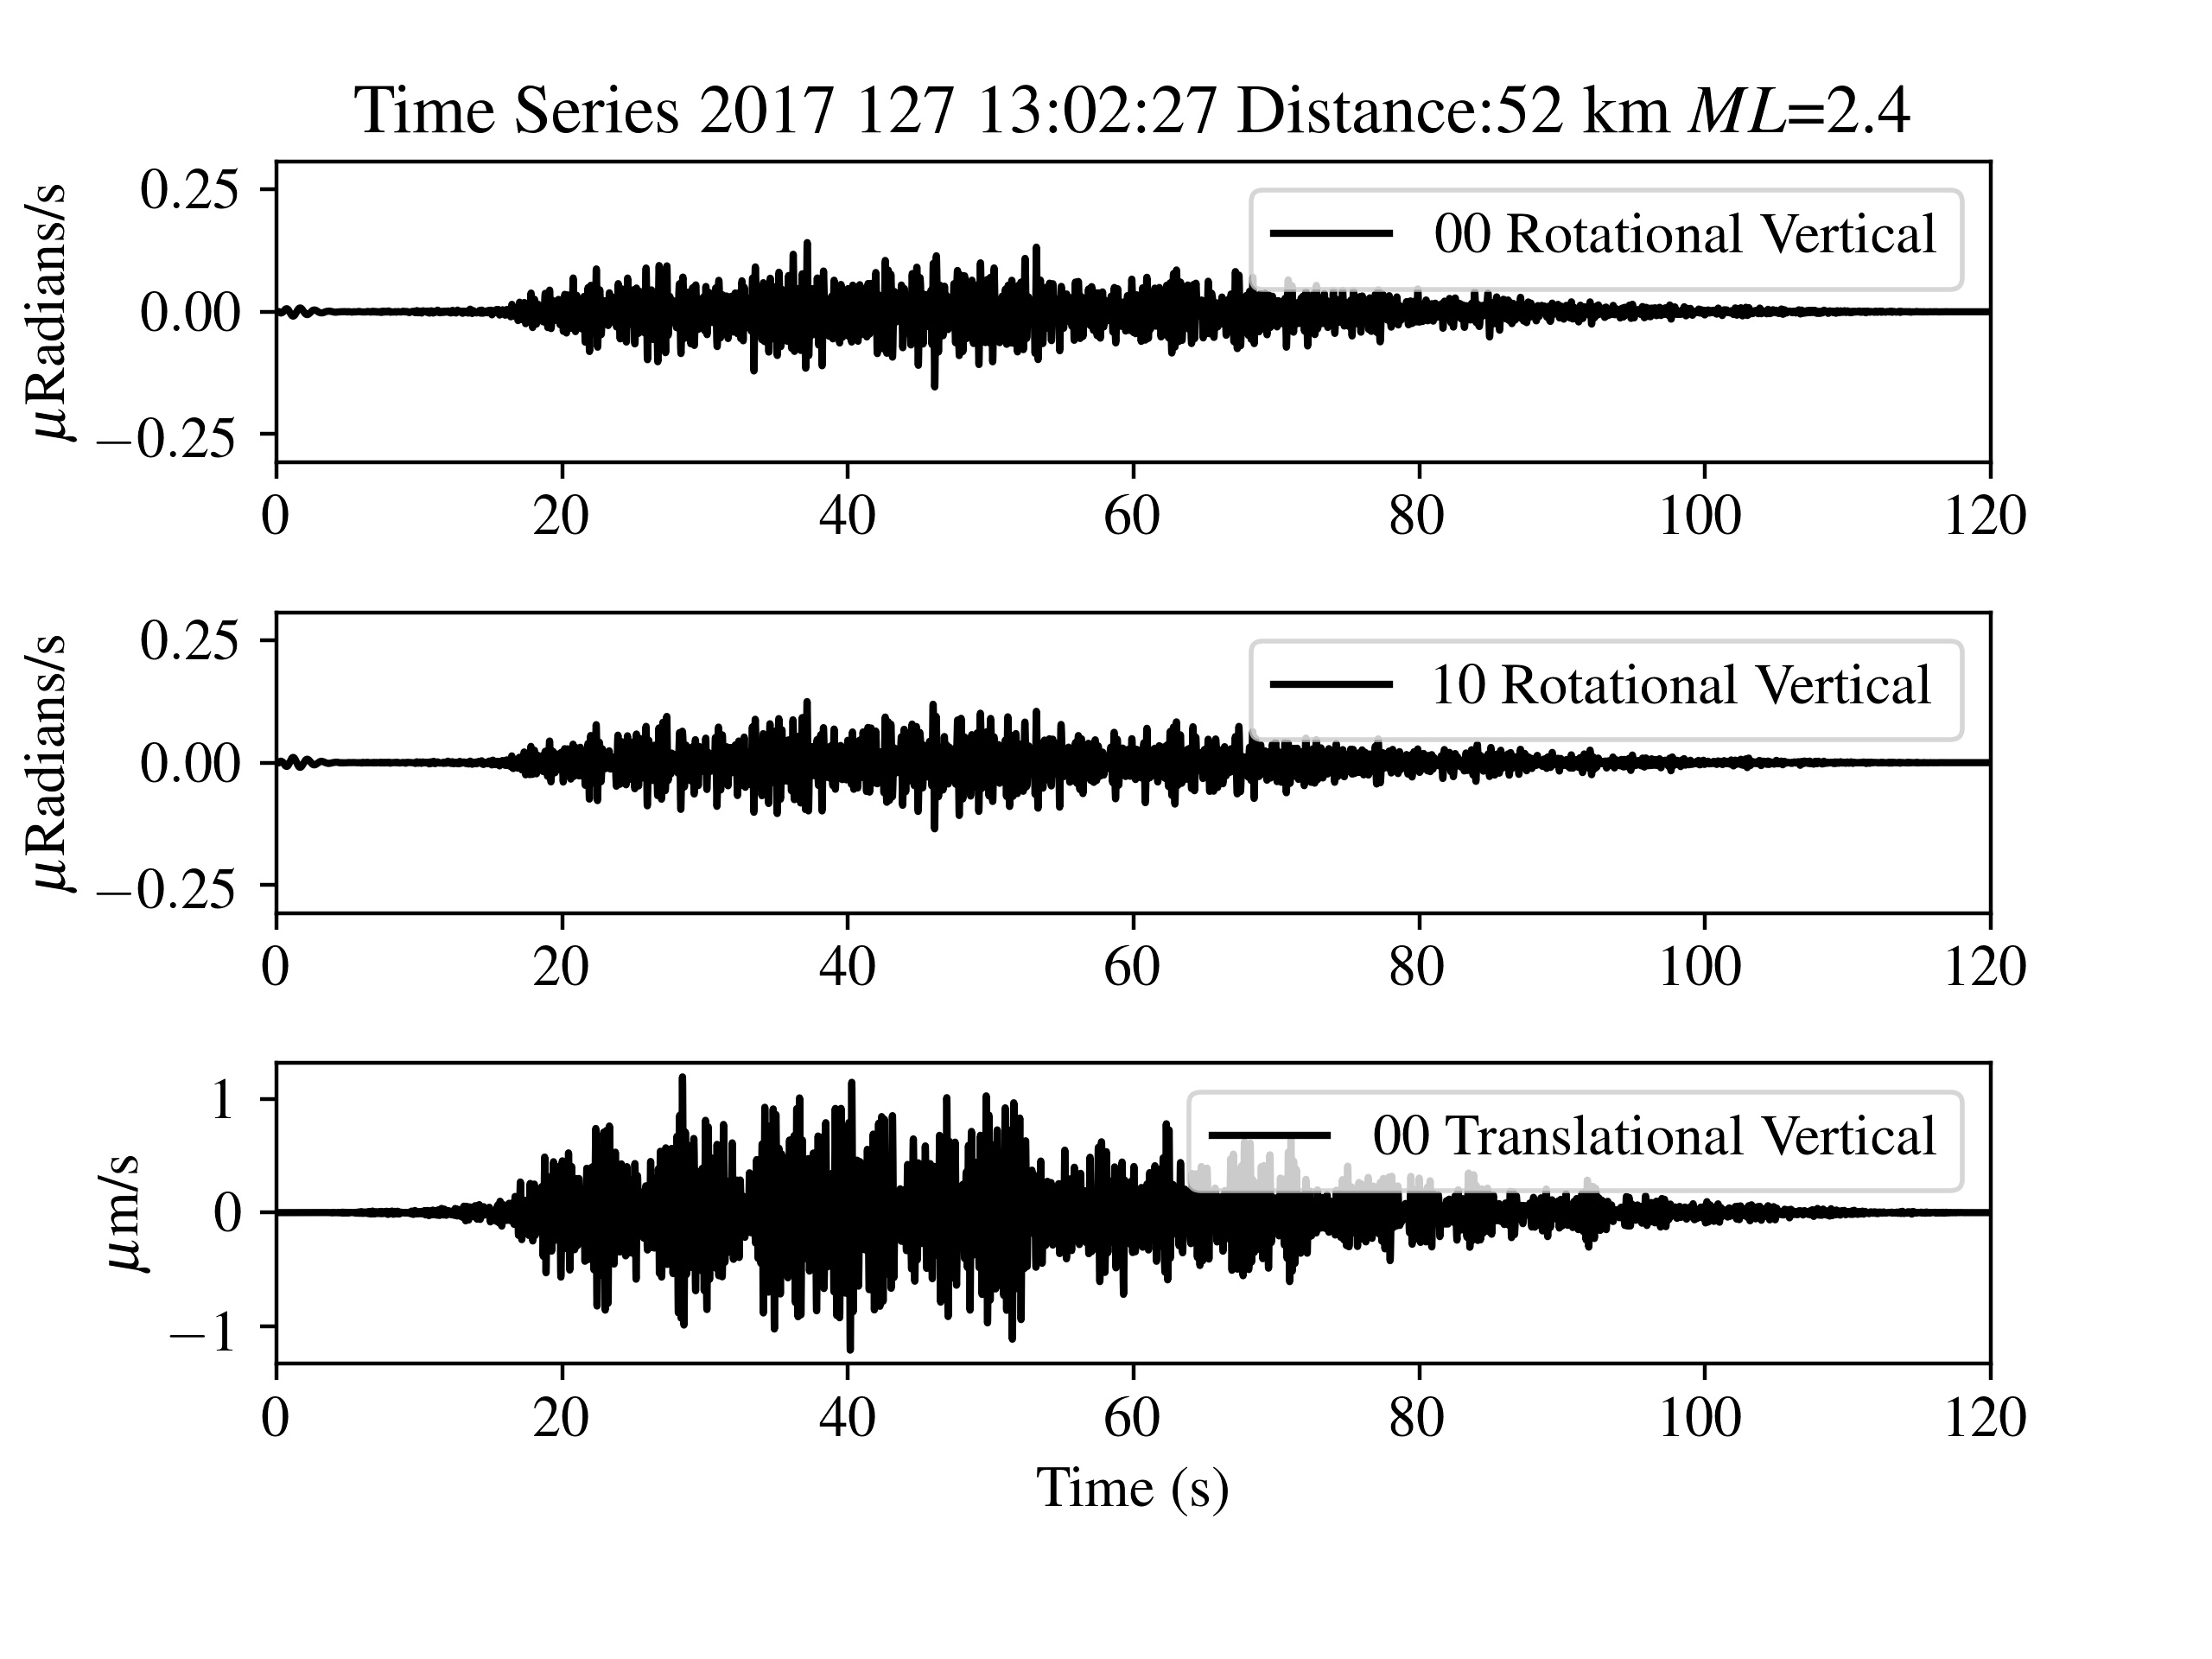 Time Series 2017 127 13:02:27 Distance:52 km ML=2.4
μRadians/s
0.25
0.00
−0.25
00 Rotational Vertical
0 20 40 60 80 100 120
μRadians/s
0.25
0.00
−0.25
10 Rotational Vertical
0 20 40 60 80 100 120
μm/s
1
0
−1
00 Translational Vertical
0 20 40 60 80 100 120
Time (s)